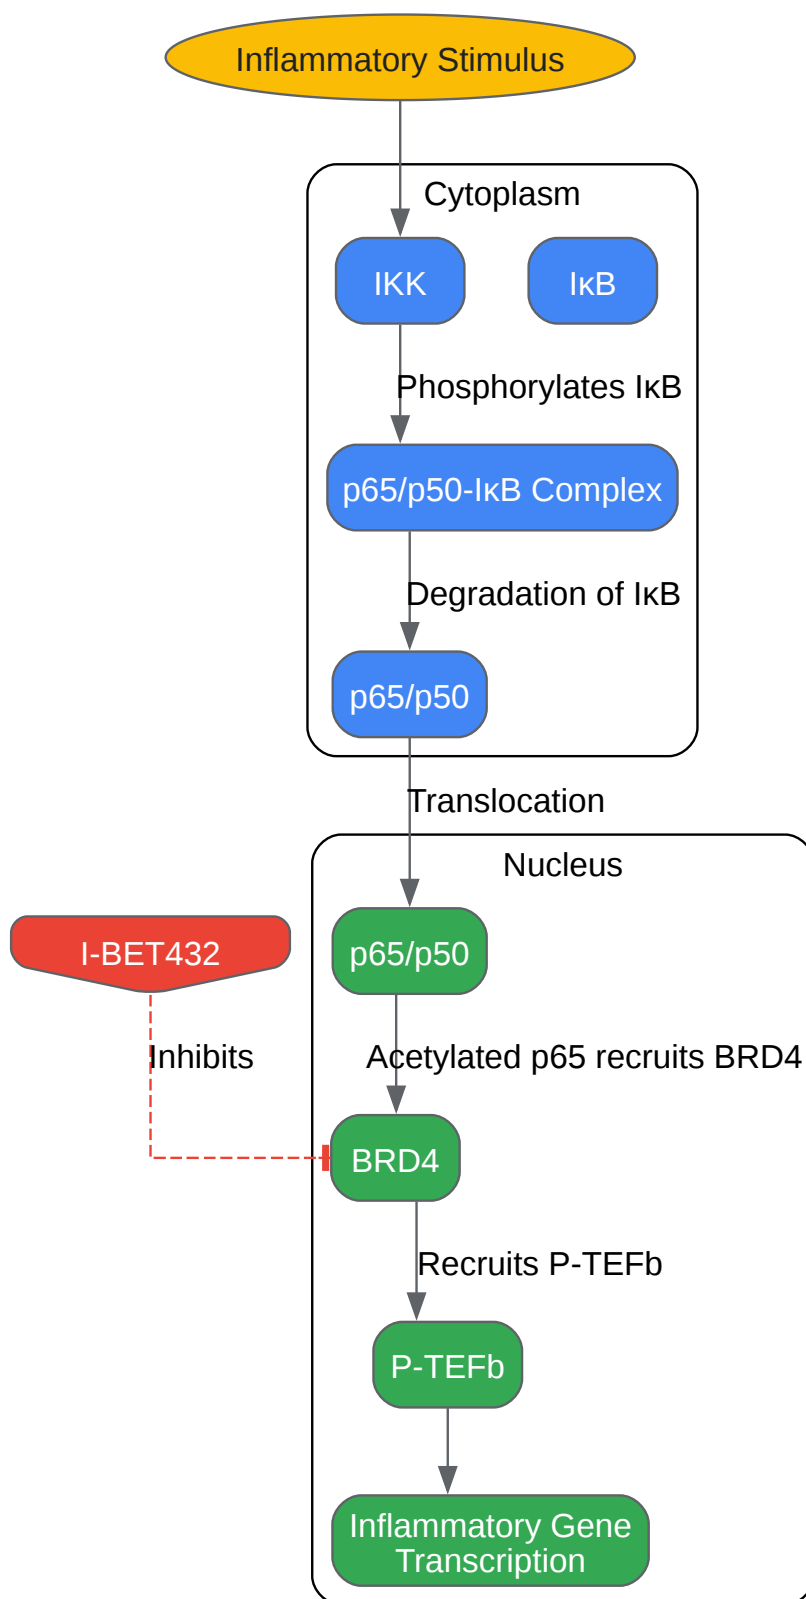 Inflammatory Stimulus
Cytoplasm
IKK
IκB
Phosphorylates IκB
p65/p50-IκB Complex
Degradation of IκB
p65/p50
Translocation
Nucleus
I-BET432
p65/p50
Inhibits
Acetylated p65 recruits BRD4
BRD4
Recruits P-TEFb
P-TEFb
Inflammatory Gene
Transcription